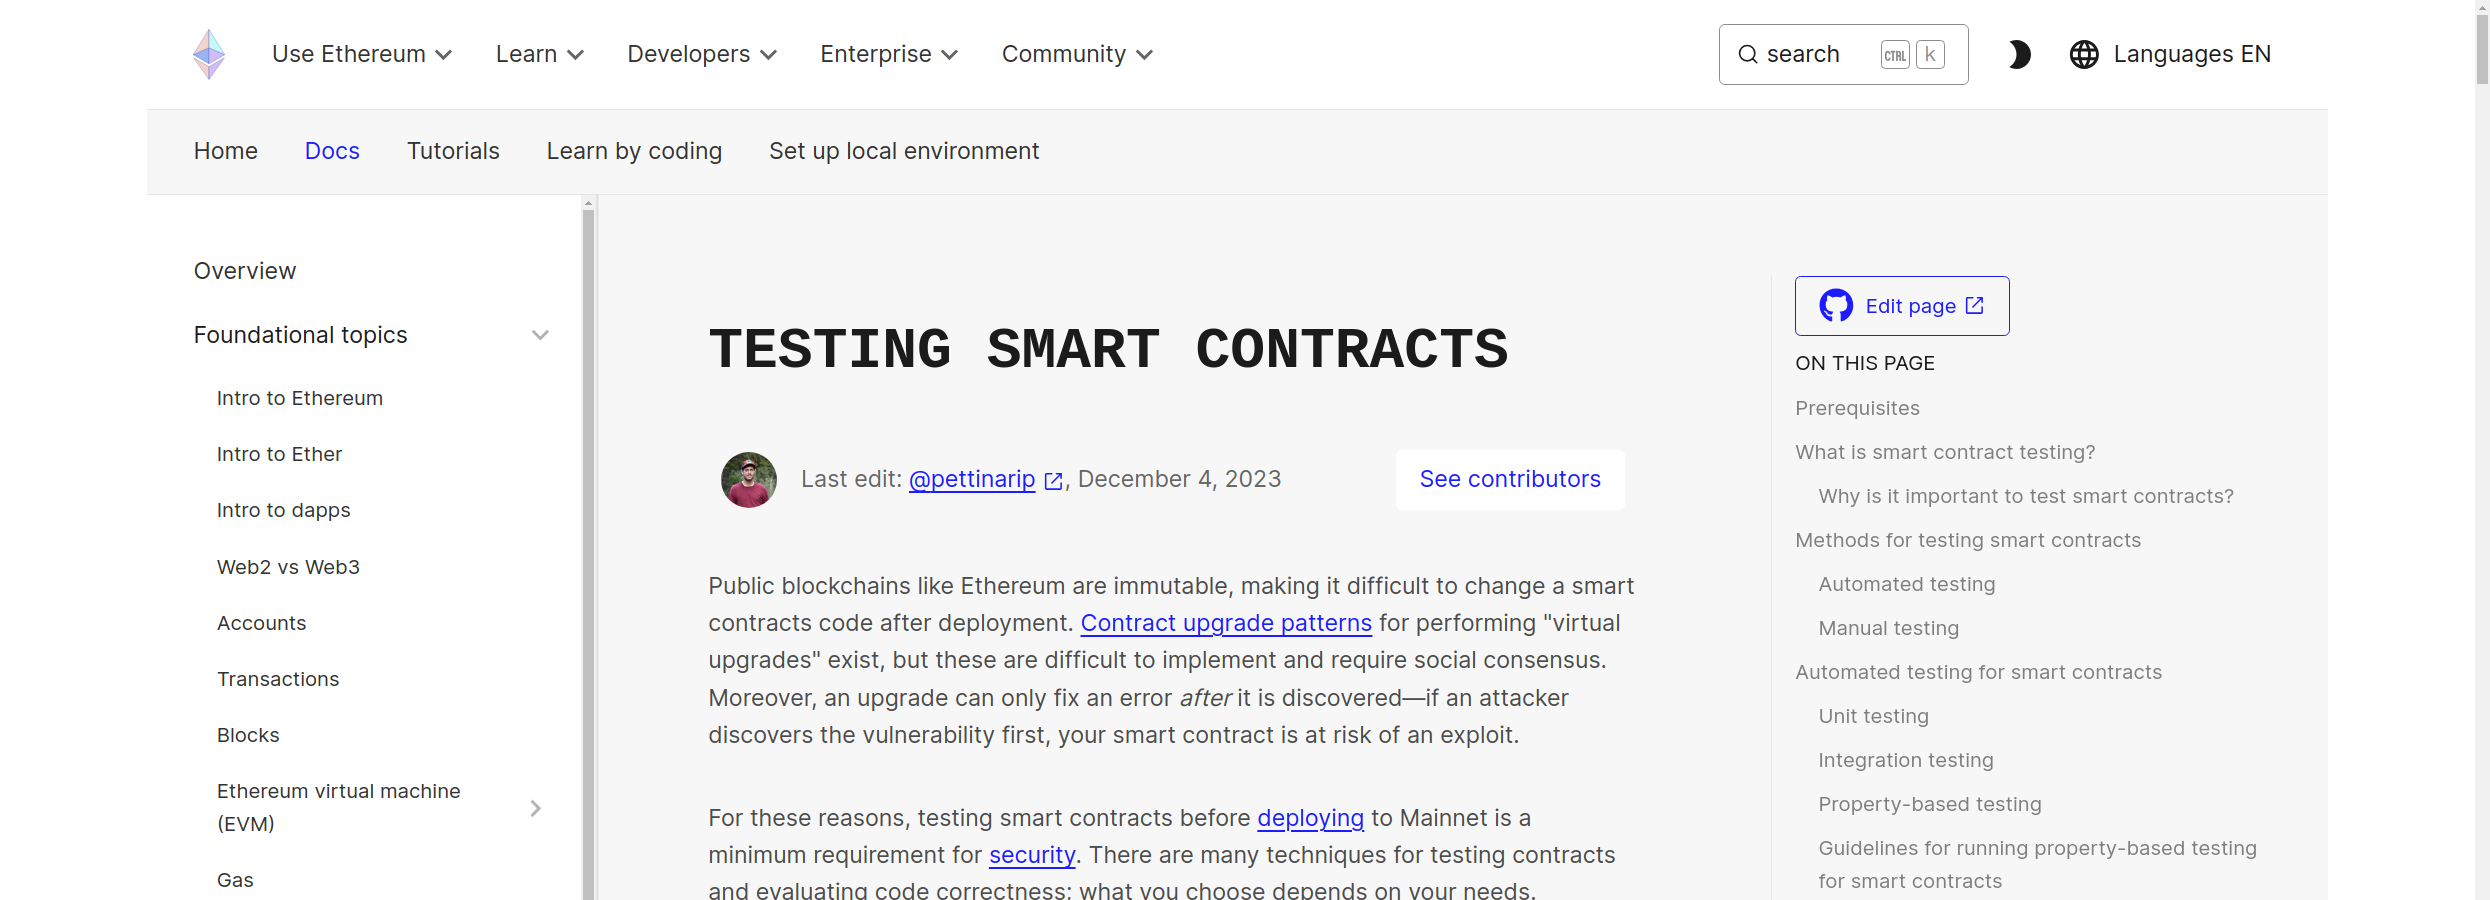 Use Ethereum Learn Developers Enterprise Community search CTRL k Languages EN
Home Docs Tutorials Learn by coding Set up local environment
Overview
Foundational topics
Intro to Ethereum
Intro to Ether
Intro to dapps
Web2 vs Web3
Accounts
Transactions
Blocks
Ethereum virtual machine
(EVM)
Gas
TESTING SMART CONTRACTS
Last edit: @pettinarip , December 4, 2023 See contributors
Public blockchains like Ethereum are immutable, making it difficult to change a smart
contracts code after deployment. Contract upgrade patterns for performing "virtual
upgrades" exist, but these are difficult to implement and require social consensus.
Moreover, an upgrade can only fix an error after it is discovered—if an attacker
discovers the vulnerability first, your smart contract is at risk of an exploit.
For these reasons, testing smart contracts before deploying to Mainnet is a
minimum requirement for security. There are many techniques for testing contracts
and evaluating code correctness; what you choose depends on your needs.
Edit page
ON THIS PAGE
Prerequisites
What is smart contract testing?
Why is it important to test smart contracts?
Methods for testing smart contracts
Automated testing
Manual testing
Automated testing for smart contracts
Unit testing
Integration testing
Property-based testing
Guidelines for running property-based testing
for smart contracts